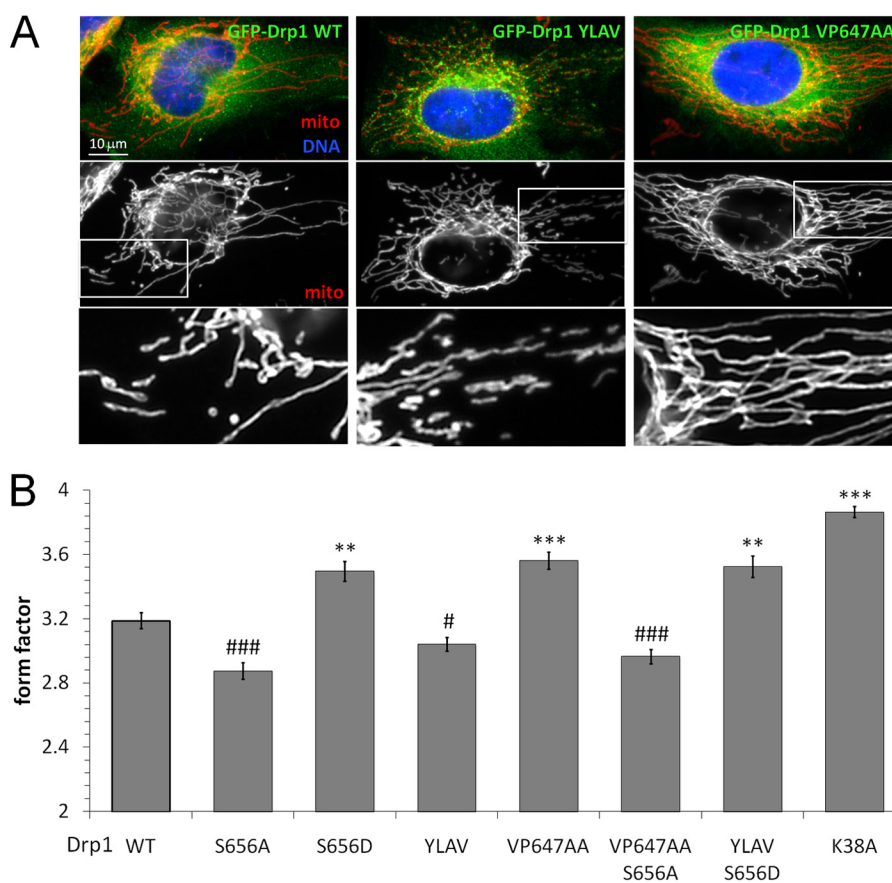 A
GFP-Drp1 WT
GFP-Drp1 YLAV
GFP-Drp1 VP647AA
mito
DNA
10 µm
mito
B
form factor
4
3.6
3.2
2.8
2.4
2
###
**
#
***
###
**
***
Drp1 WT S656A S656D YLAV VP647AA VP647AA YLAV K38A
S656A S656D